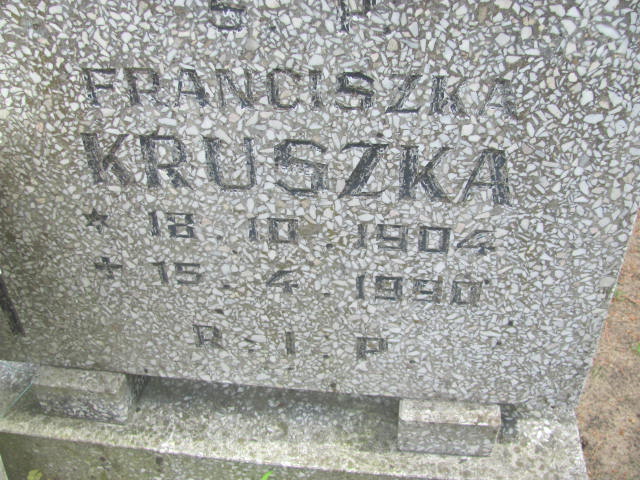 Ś. P.
FRANCISZKA
KRUSZKA
* 18.10.1904
+ 15.4.1990
R.I.P